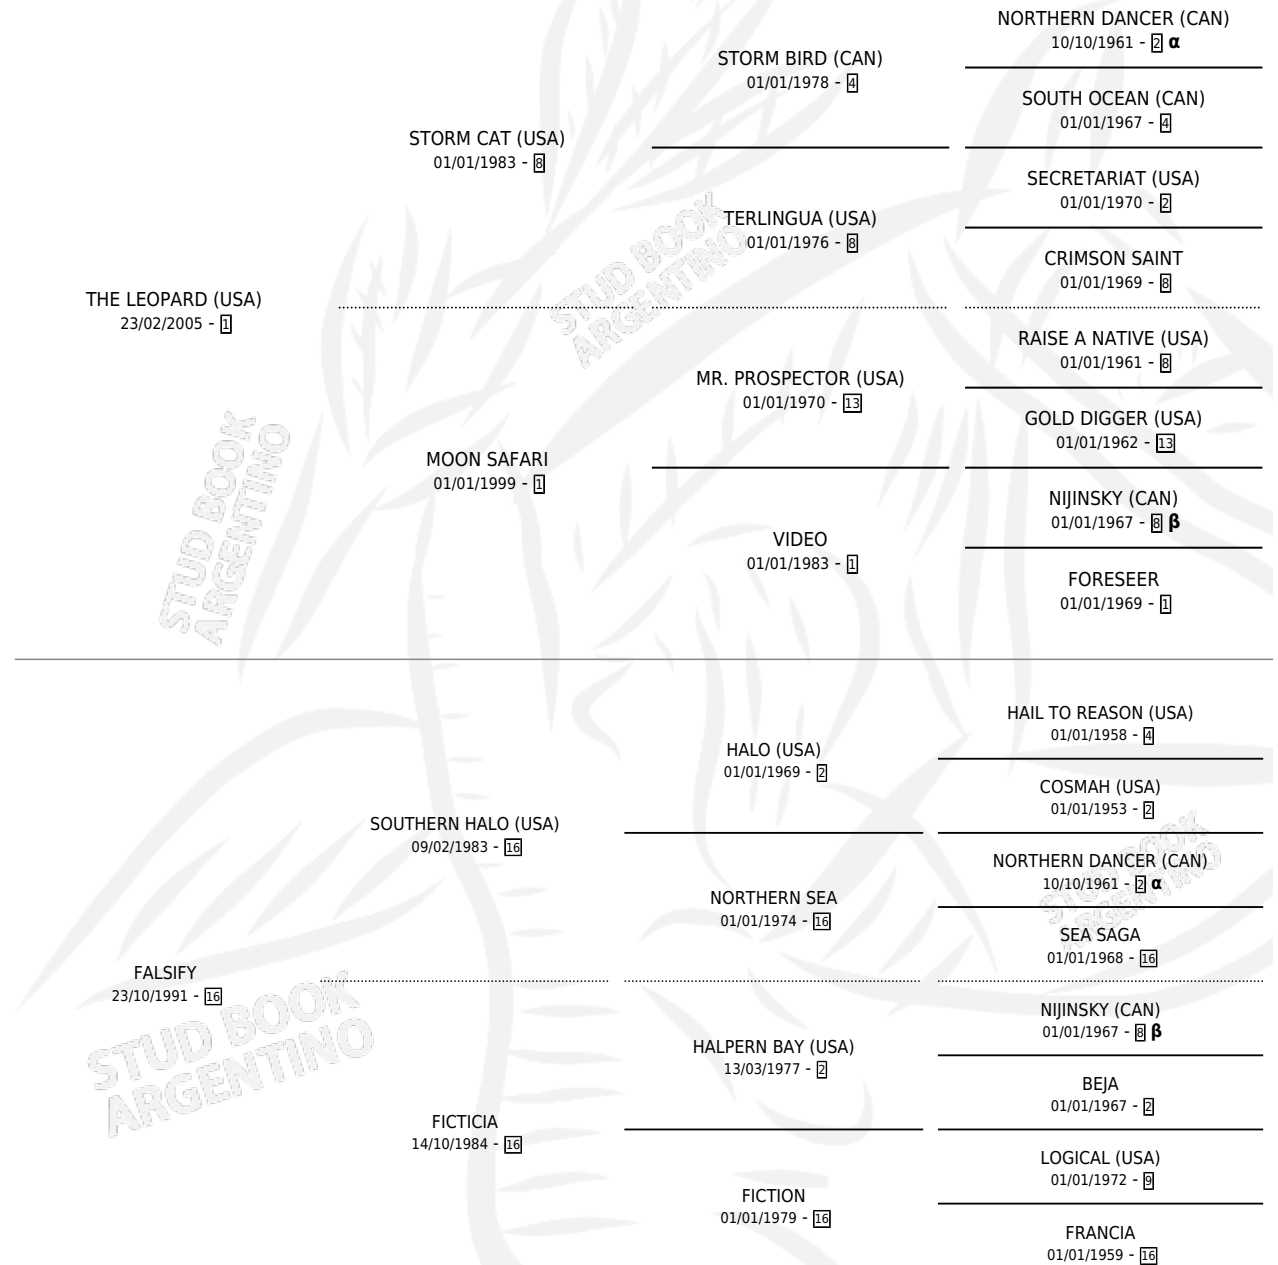 NORTHERN DANCER (CAN)
10/10/1961 - 2 α
STORM BIRD (CAN)
01/01/1978 - 4
SOUTH OCEAN (CAN)
01/01/1967 - 4
STORM CAT (USA)
01/01/1983 - 8
SECRETARIAT (USA)
01/01/1970 - 2
TERLINGUA (USA)
01/01/1976 - 8
CRIMSON SAINT
01/01/1969 - 8
THE LEOPARD (USA)
23/02/2005 - 1
RAISE A NATIVE (USA)
01/01/1961 - 8
MR. PROSPECTOR (USA)
01/01/1970 - 13
GOLD DIGGER (USA)
01/01/1962 - 13
MOON SAFARI
01/01/1999 - 1
NIJINSKY (CAN)
01/01/1967 - 8 β
VIDEO
01/01/1983 - 1
FORESEER
01/01/1969 - 1
HAIL TO REASON (USA)
01/01/1958 - 4
HALO (USA)
01/01/1969 - 2
COSMAH (USA)
01/01/1953 - 2
SOUTHERN HALO (USA)
09/02/1983 - 16
NORTHERN DANCER (CAN)
10/10/1961 - 2 α
NORTHERN SEA
01/01/1974 - 16
SEA SAGA
01/01/1968 - 16
FALSIFY
23/10/1991 - 16
NIJINSKY (CAN)
01/01/1967 - 8 β
HALPERN BAY (USA)
13/03/1977 - 2
BEJA
01/01/1967 - 2
FICTICIA
14/10/1984 - 16
LOGICAL (USA)
01/01/1972 - 9
FICTION
01/01/1979 - 16
FRANCIA
01/01/1959 - 16
STUD BOOK
ARGENTINO
STUD BOOK
ARGENTINO
STUD BOOK
ARGENTINO
STUD BOOK
ARGENTINO